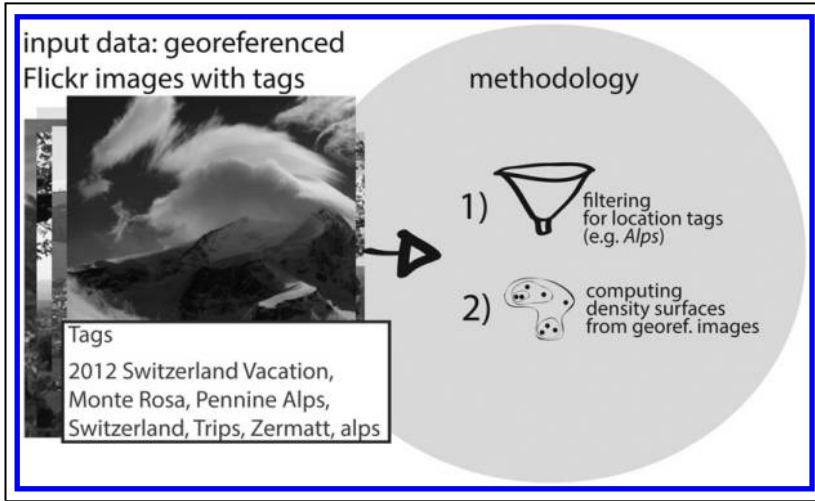 input data: georeferenced
Flickr images with tags
methodology
1)
filtering
for location tags
(e.g. Alps)
2)
computing
density surfaces
from georef. images
Tags
2012 Switzerland Vacation,
Monte Rosa, Pennine Alps,
Switzerland, Trips, Zermatt, alps